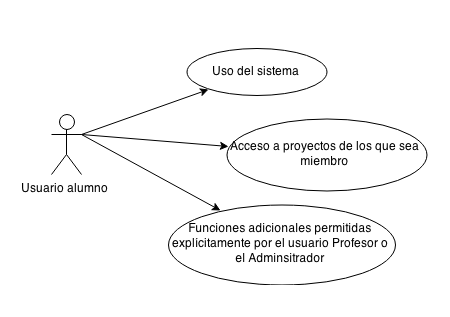 Uso del sistema
Acceso a proyectos de los que sea
miembro
Usuario alumno
Funciones adicionales permitidas
explicitamente por el usuario Profesor o
el Adminsitrador